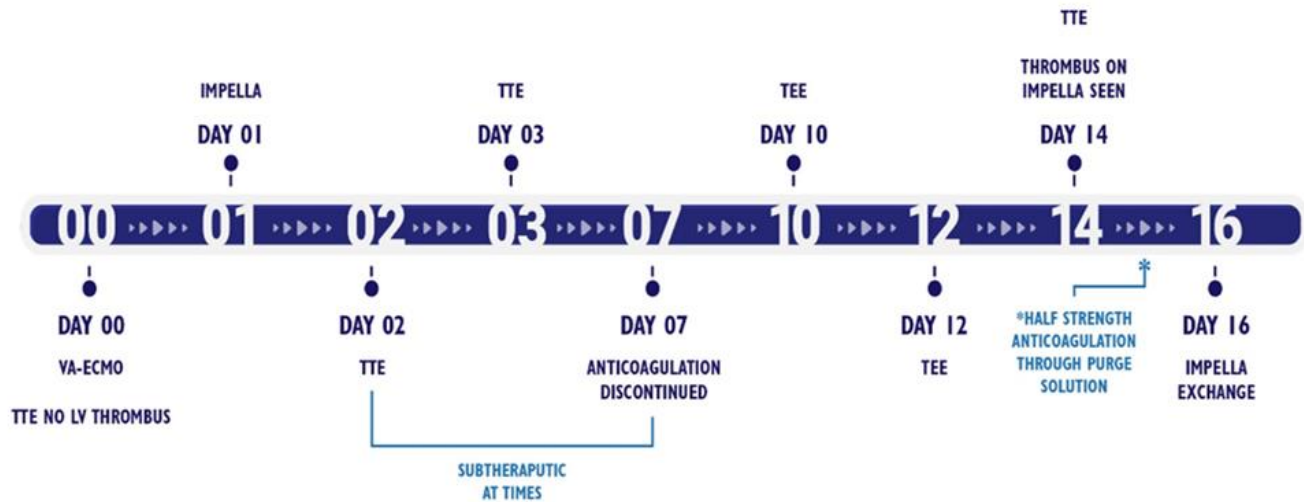 TTE
THROMBUS ON
IMPELLA SEEN
IMPELLA
TTE
TEE
DAY 01
DAY 03
DAY 10
DAY 14
00 01 02 03 07 10 12 14 16
*
DAY 00
VA-ECMO
TTE NO LV THROMBUS
DAY 02
TTE
DAY 07
ANTICOAGULATION
DISCONTINUED
SUBTHERAPUTIC
AT TIMES
DAY 12
TEE
*HALF STRENGTH
ANTICOAGULATION
THROUGH PURGE
SOLUTION
DAY 16
IMPELLA
EXCHANGE